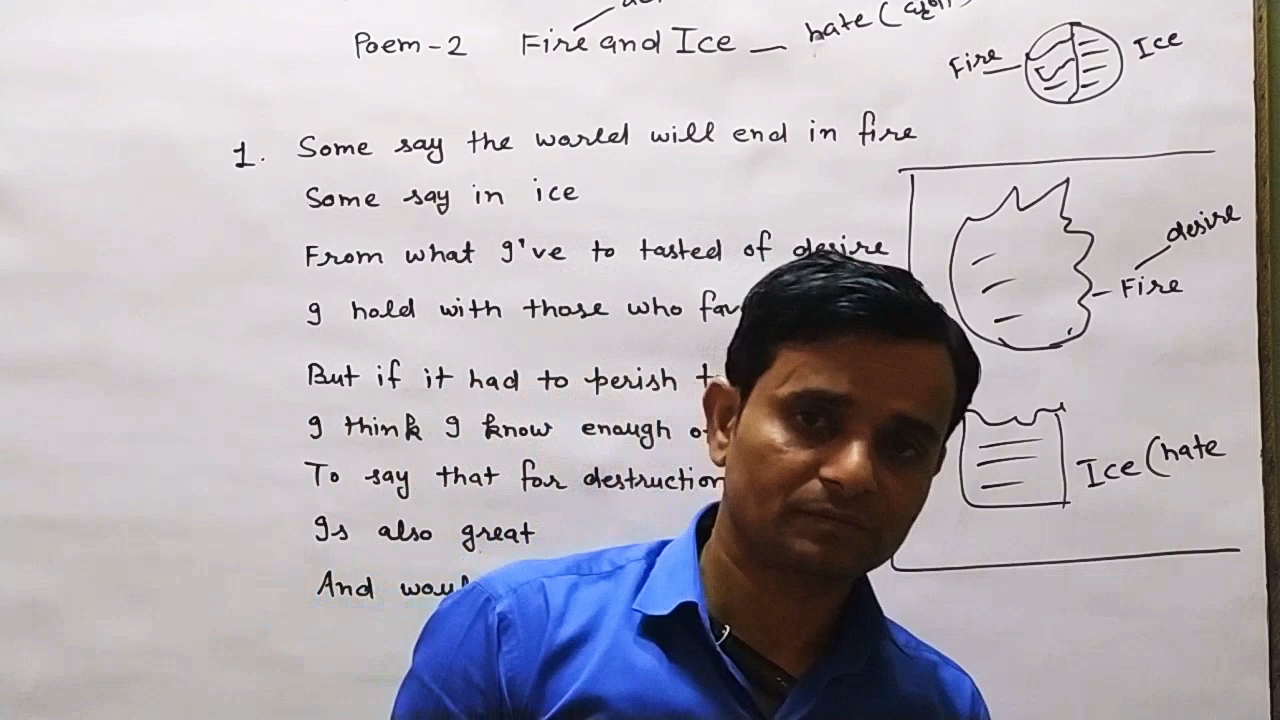 Poem-2 Fire and Ice — hate (
Fire Ice
1. Some say the world will end in fire
Some say in ice
From what I've to tasted of desire
I hold with those who fav
But if it had to perish t
I think I know enough o
To say that for destruction
Is also great
And woul
desire
Fire
Ice (hate